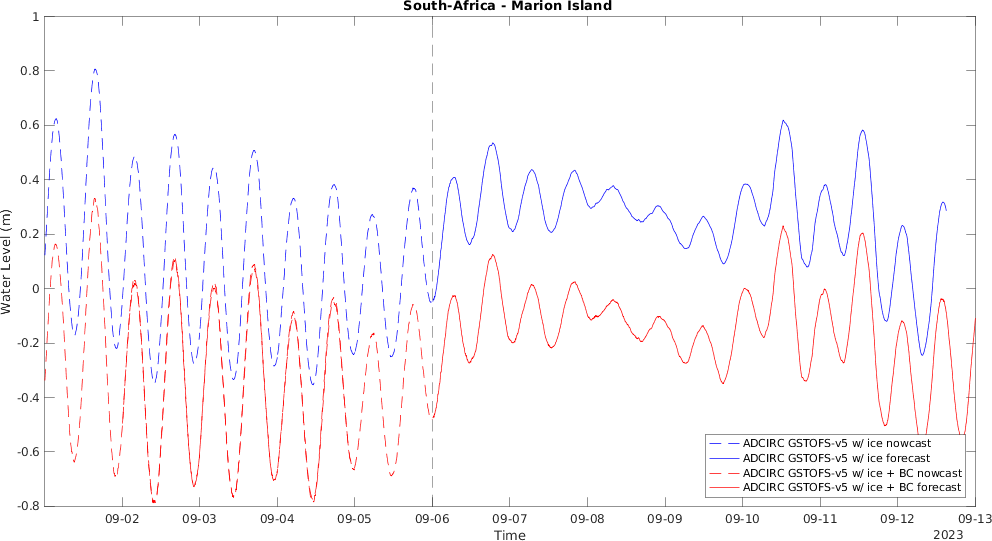 South-Africa - Marion Island
Water Level (m)
1
0.8
0.6
0.4
0.2
0
-0.2
-0.4
-0.6
-0.8
ADCIRC GSTOFS-v5 w/ ice nowcast
ADCIRC GSTOFS-v5 w/ ice forecast
ADCIRC GSTOFS-v5 w/ ice + BC nowcast
ADCIRC GSTOFS-v5 w/ ice + BC forecast
09-02 09-03 09-04 09-05 09-06 09-07 09-08 09-09 09-10 09-11 09-12 09-13
Time
2023